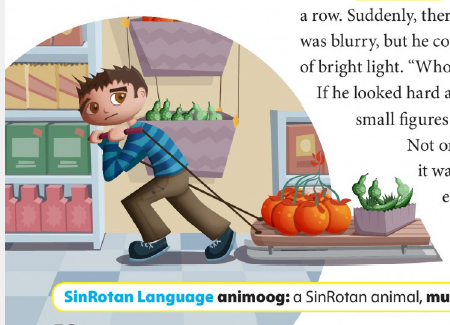 a row. Suddenly, ther
was blurry, but he co
of bright light. “Who
If he looked hard a
small figures
Not or
it wa
e
SinRotan Language animoog: a SinRotan animal, mu